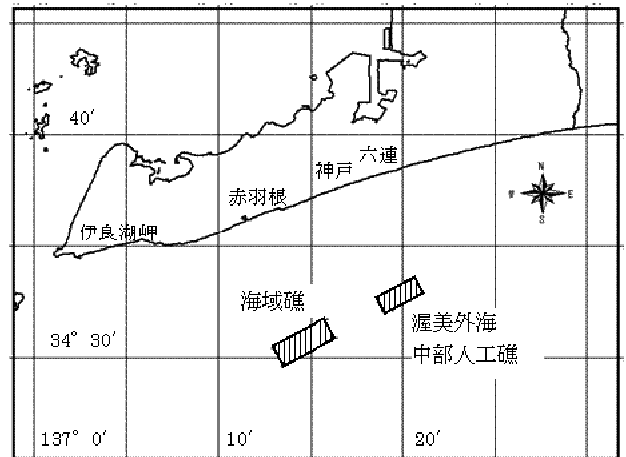 40′
六連
神戸
赤羽根
伊良湖岬
N
W
E
S
海域礁
渥美外海
中部人工礁
34° 30′
137° 0′
10′
20′